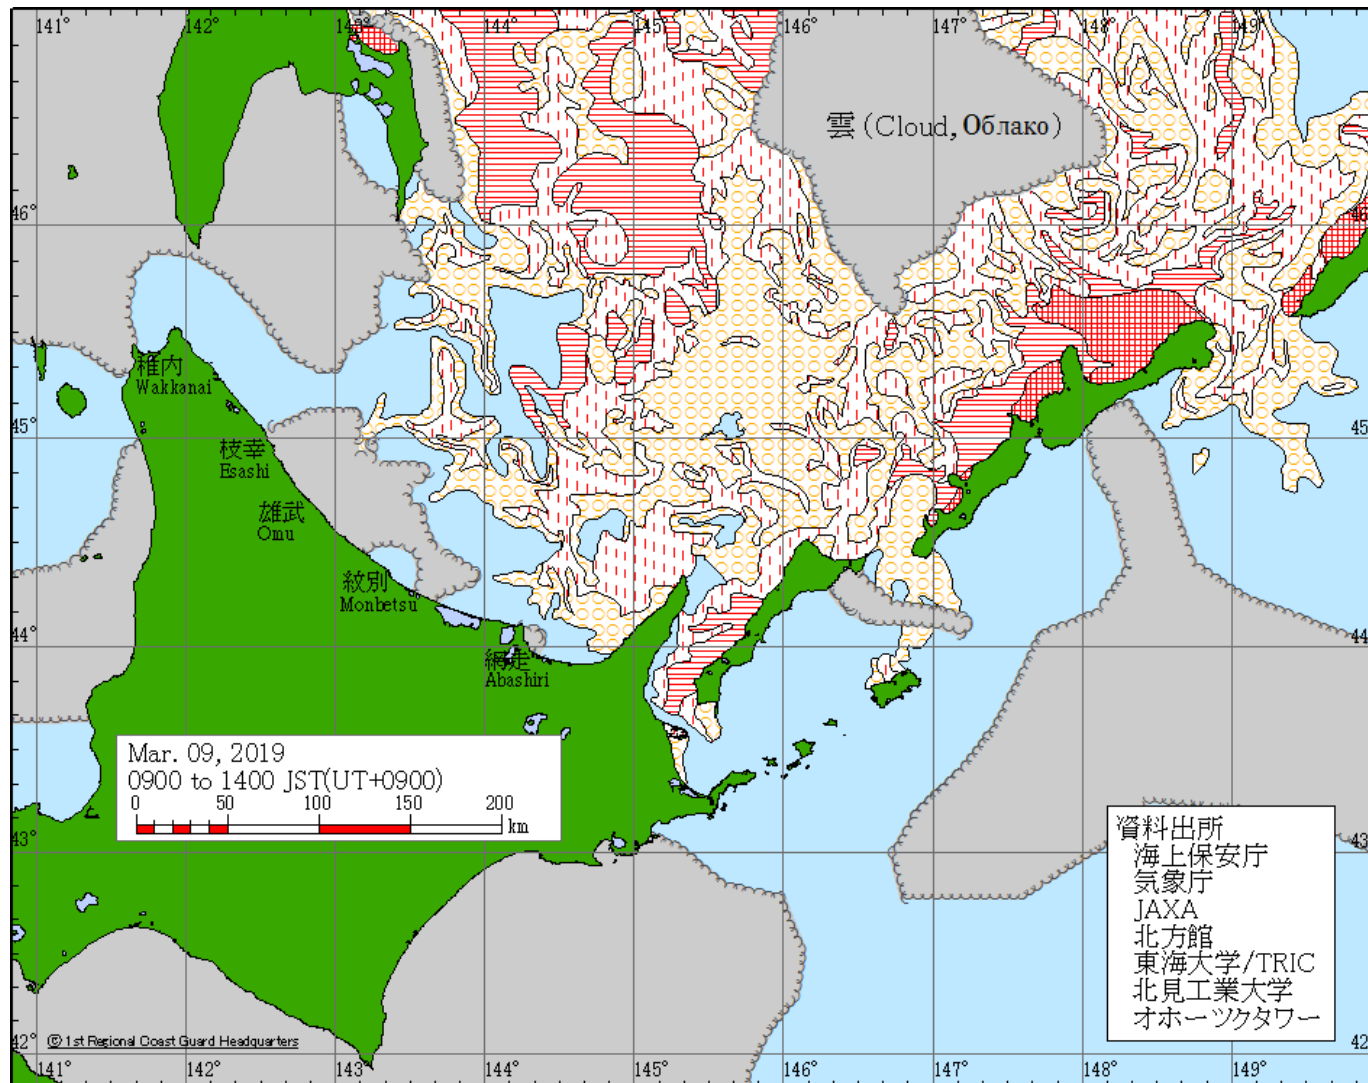 141° 142° 143° 144° 145° 146° 147° 148° 149°
雲 (Cloud, Облако)
46° 46
稚内
Wakkanai
枝幸
Esashi
45° 45
雄武
Omu
紋別
Monbetsu
44° 44
網走
Abashiri
Mar. 09, 2019
0900 to 1400 JST(UT+0900)
0 50 100 150 200
km
43° 43
資料出所
海上保安庁
気象庁
JAXA
北方館
東海大学/TRIC
北見工業大学
オホーツクタワー
42° 42
© 1st Regional Coast Guard Headquarters
141° 142° 143° 144° 145° 146° 147° 148° 149°